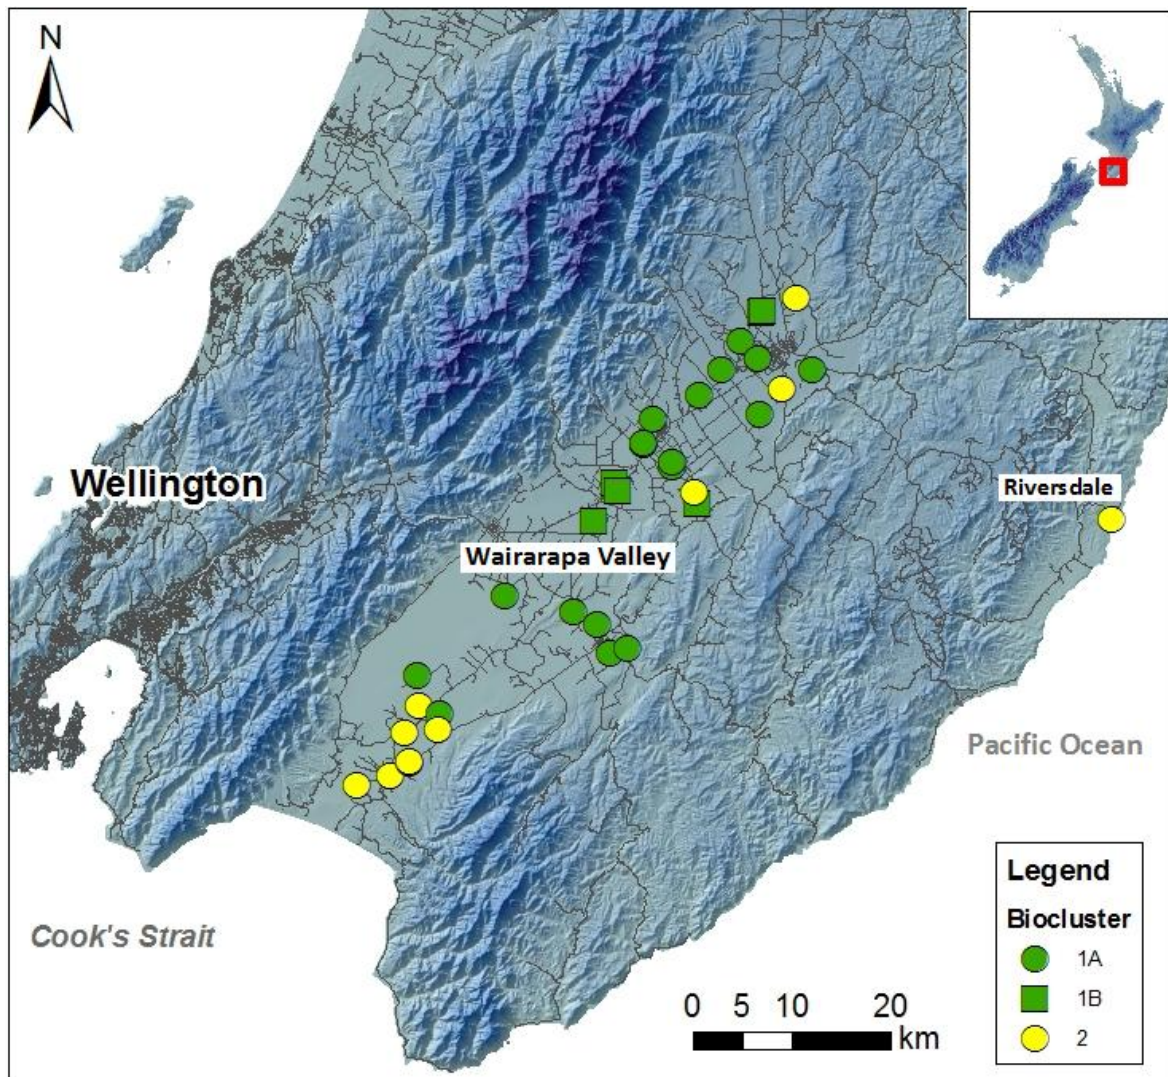 N
Wellington
Riversdale
Wairarapa Valley
Pacific Ocean
Cook's Strait
Legend
Biocluster
1A
1B
2
0 5 10 20
km